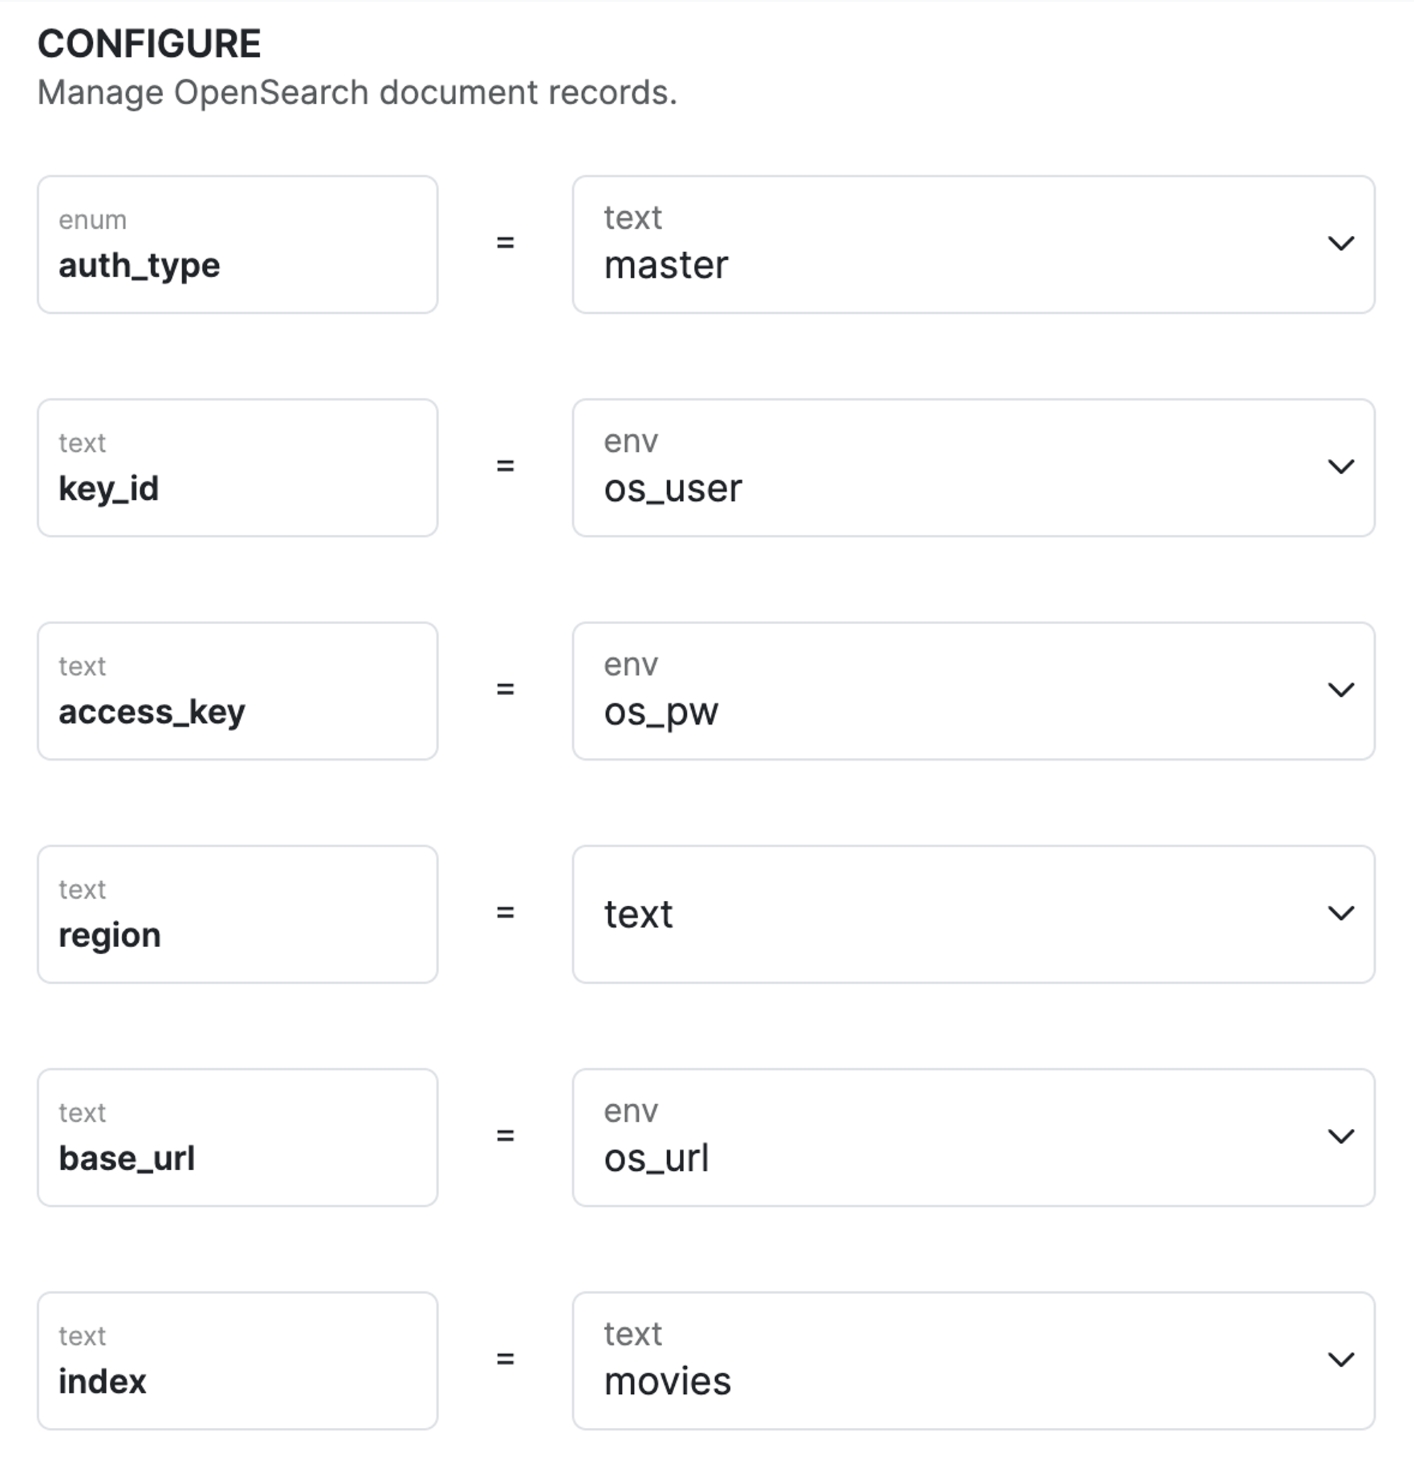 CONFIGURE
Manage OpenSearch document records.
enum
auth_type
=
text
master
text
key_id
=
env
os_user
text
access_key
=
env
os_pw
text
region
=
text
text
base_url
=
env
os_url
text
index
=
text
movies